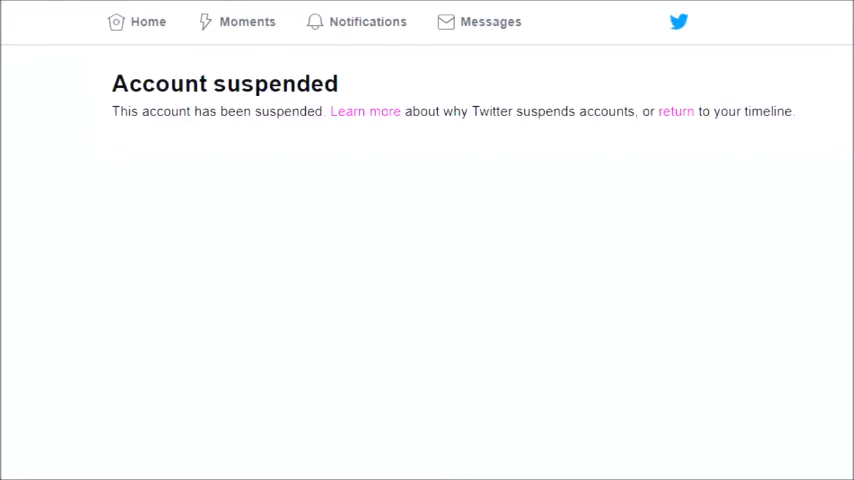 Home Moments Notifications Messages
Account suspended
This account has been suspended. Learn more about why Twitter suspends accounts, or return to your timeline.